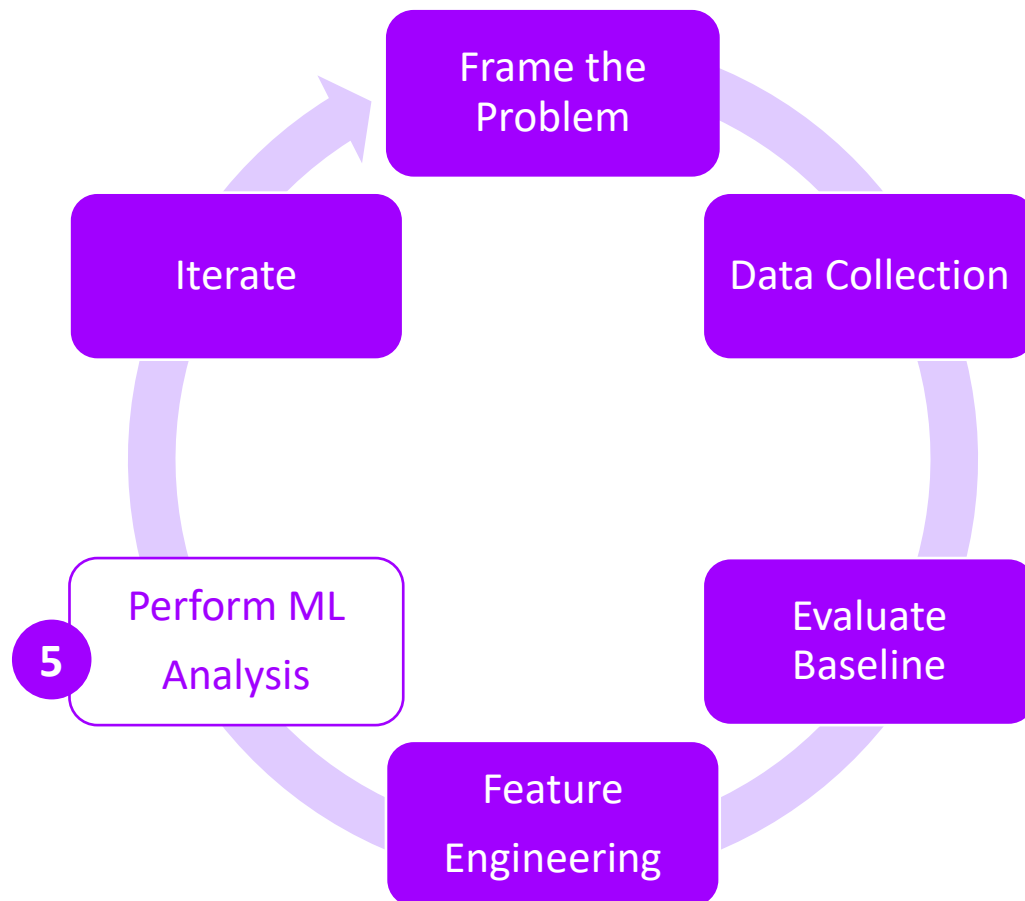 Frame the
Problem
Data Collection
Evaluate
Baseline
Feature
Engineering
5
Perform ML
Analysis
Iterate